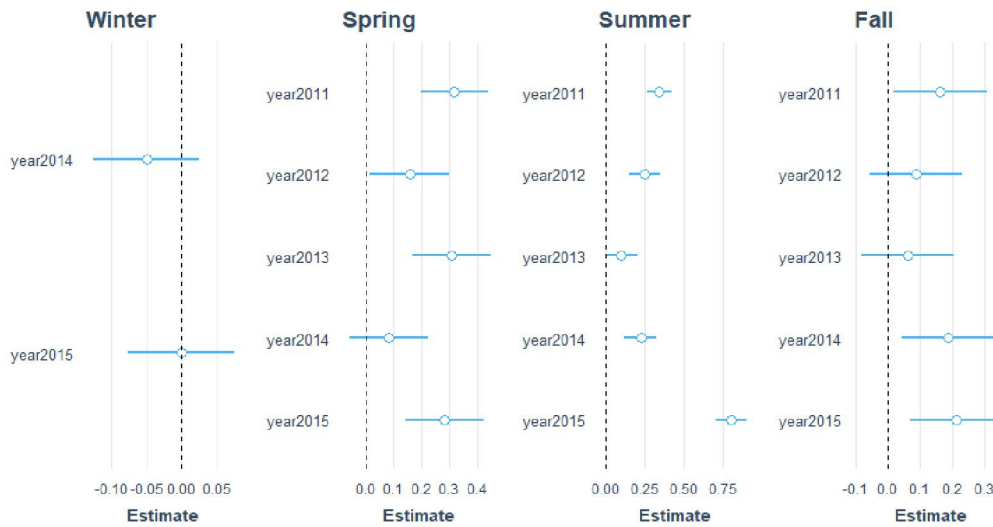 Winter
year2014
year2015
-0.10 -0.05 0.00 0.05
Estimate
Spring
year2011
year2012
year2013
year2014
year2015
0.0 0.1 0.2 0.3 0.4
Estimate
Summer
year2011
year2012
year2013
year2014
year2015
0.00 0.25 0.50 0.75
Estimate
Fall
year2011
year2012
year2013
year2014
year2015
-0.1 0.0 0.1 0.2 0.3
Estimate